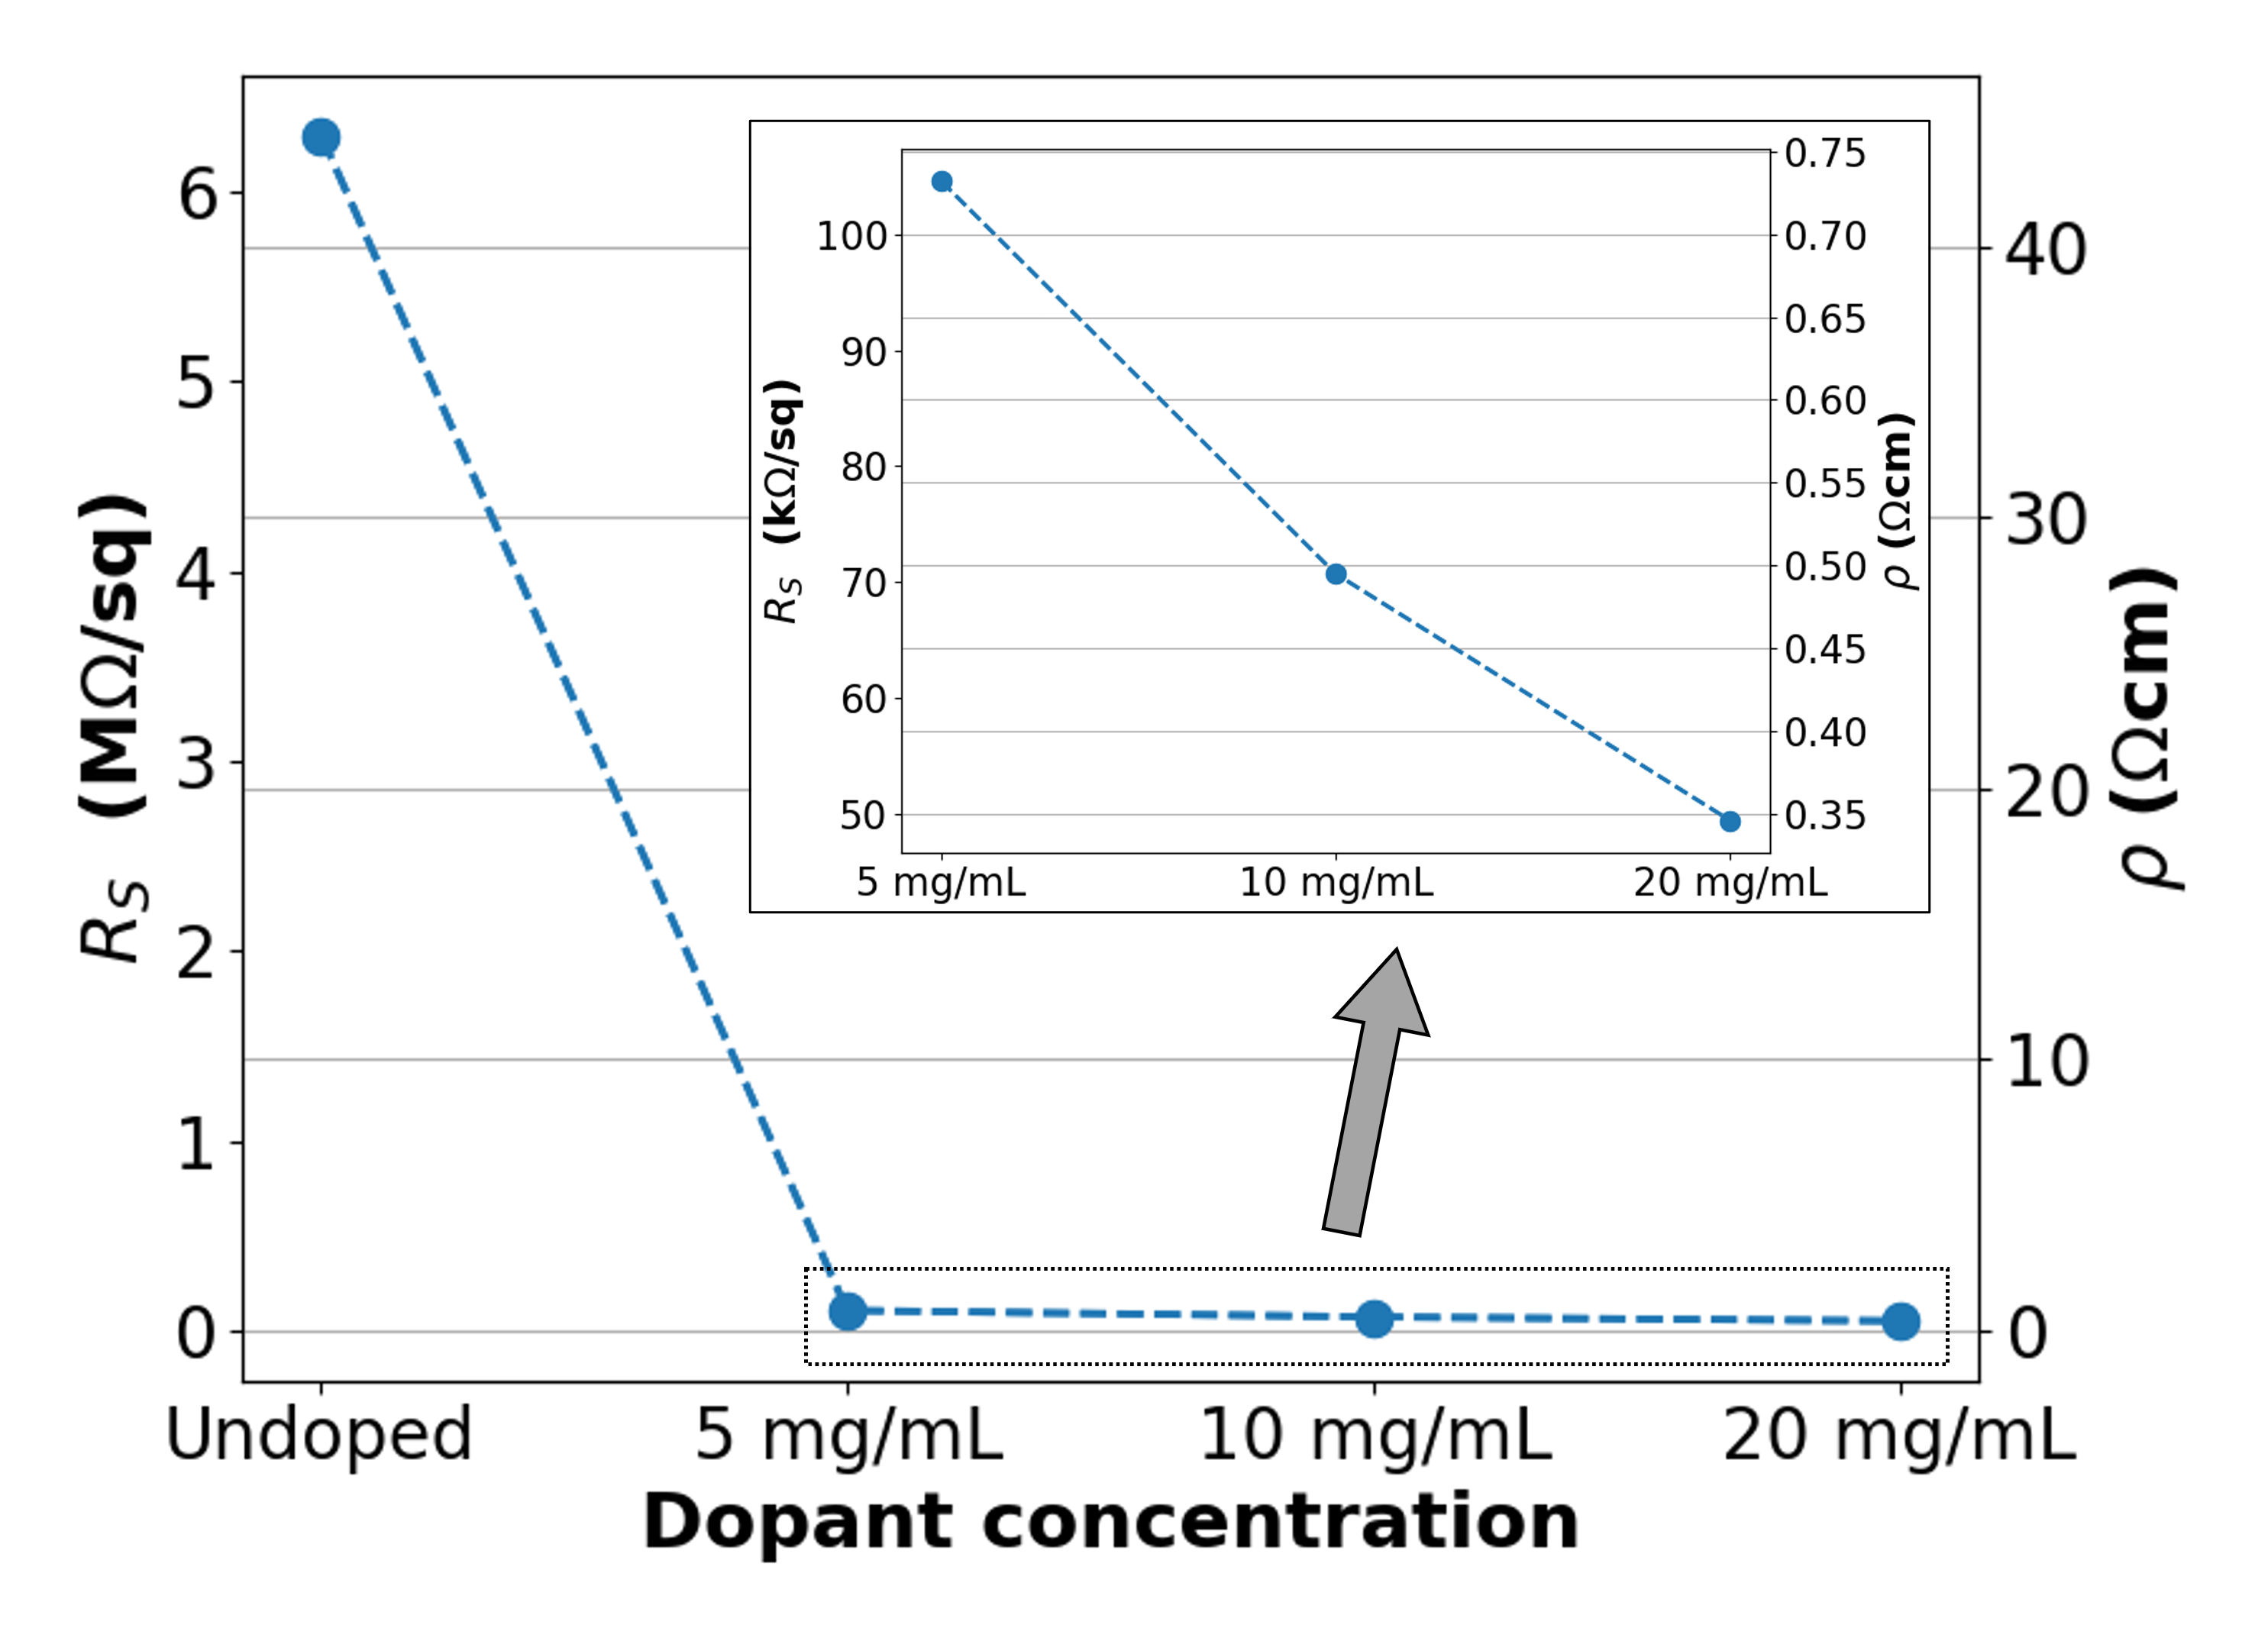 6
5
4
3
2
1
0
R_S (MΩ/sq)
40
30
20
10
0
ρ (Ωcm)
Undoped
5 mg/mL
10 mg/mL
20 mg/mL
Dopant concentration
100
90
80
70
60
50
R_S (kΩ/sq)
0.75
0.70
0.65
0.60
0.55
0.50
0.45
0.40
0.35
ρ (Ωcm)
5 mg/mL
10 mg/mL
20 mg/mL